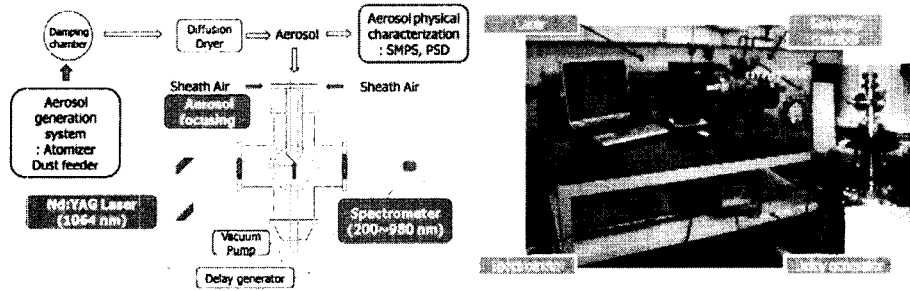 Damping
chamber
Diffusion
Dryer
Aerosol
Aerosol physical
characterization
: SMPS, PSD
Sheath Air
Sheath Air
Aerosol
focusing
Aerosol
generation
system
: Atomizer
Dust feeder
Nd:YAG Laser
(1064 nm)
Spectrometer
(200~980 nm)
Vacuum
Pump
Delay generator
Laser